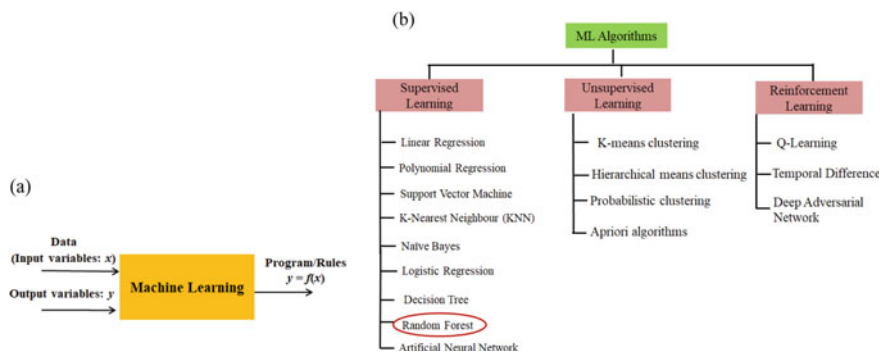 (a)
Data
(Input variables: x)
Output variables: y
Machine Learning
Program/Rules
y = f(x)
(b)
ML Algorithms
Supervised
Learning
Linear Regression
Polynomial Regression
Support Vector Machine
K-Nearest Neighbour (KNN)
Naïve Bayes
Logistic Regression
Decision Tree
Random Forest
Artificial Neural Network
Unsupervised
Learning
K-means clustering
Hierarchical means clustering
Probabilistic clustering
Apriori algorithms
Reinforcement
Learning
Q-Learning
Temporal Difference
Deep Adversarial
Network